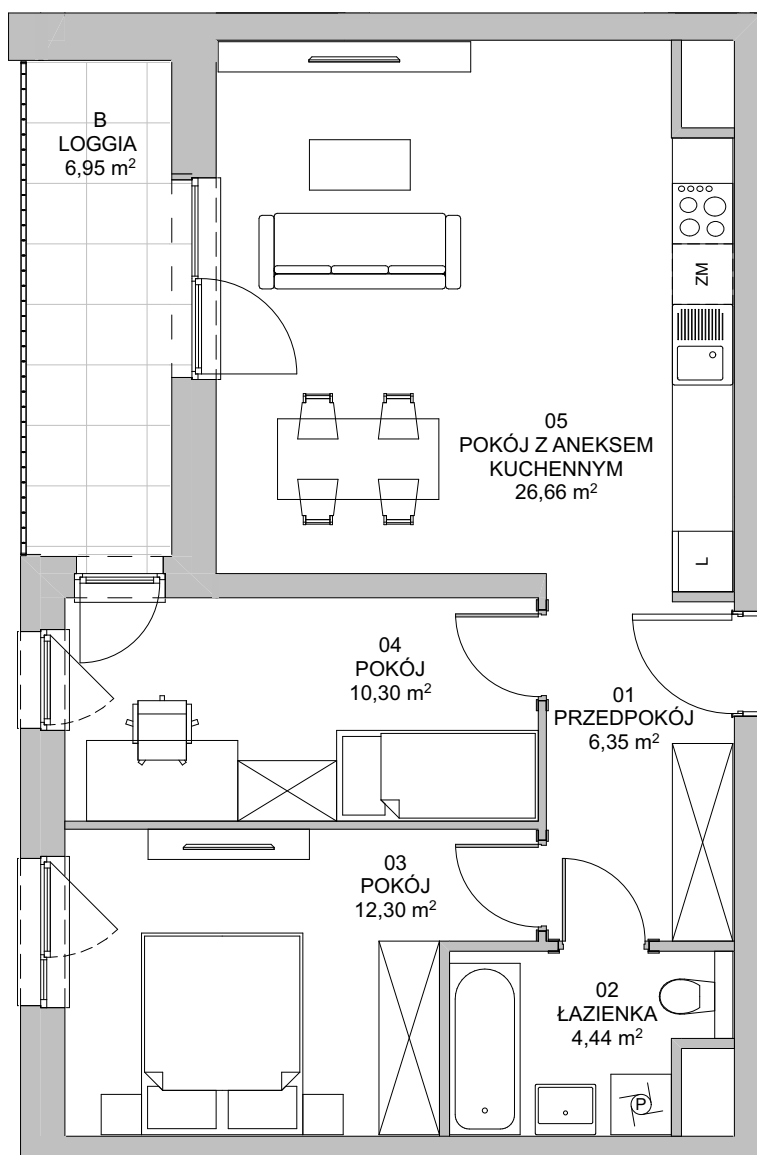 B
LOGGIA
6,95 m²
ZM
05
POKÓJ Z ANEKSEM
KUCHENNYM
26,66 m²
L
04
POKÓJ
10,30 m²
01
PRZEDPOKÓJ
6,35 m²
03
POKÓJ
12,30 m²
02
ŁAZIENKA
4,44 m²
P